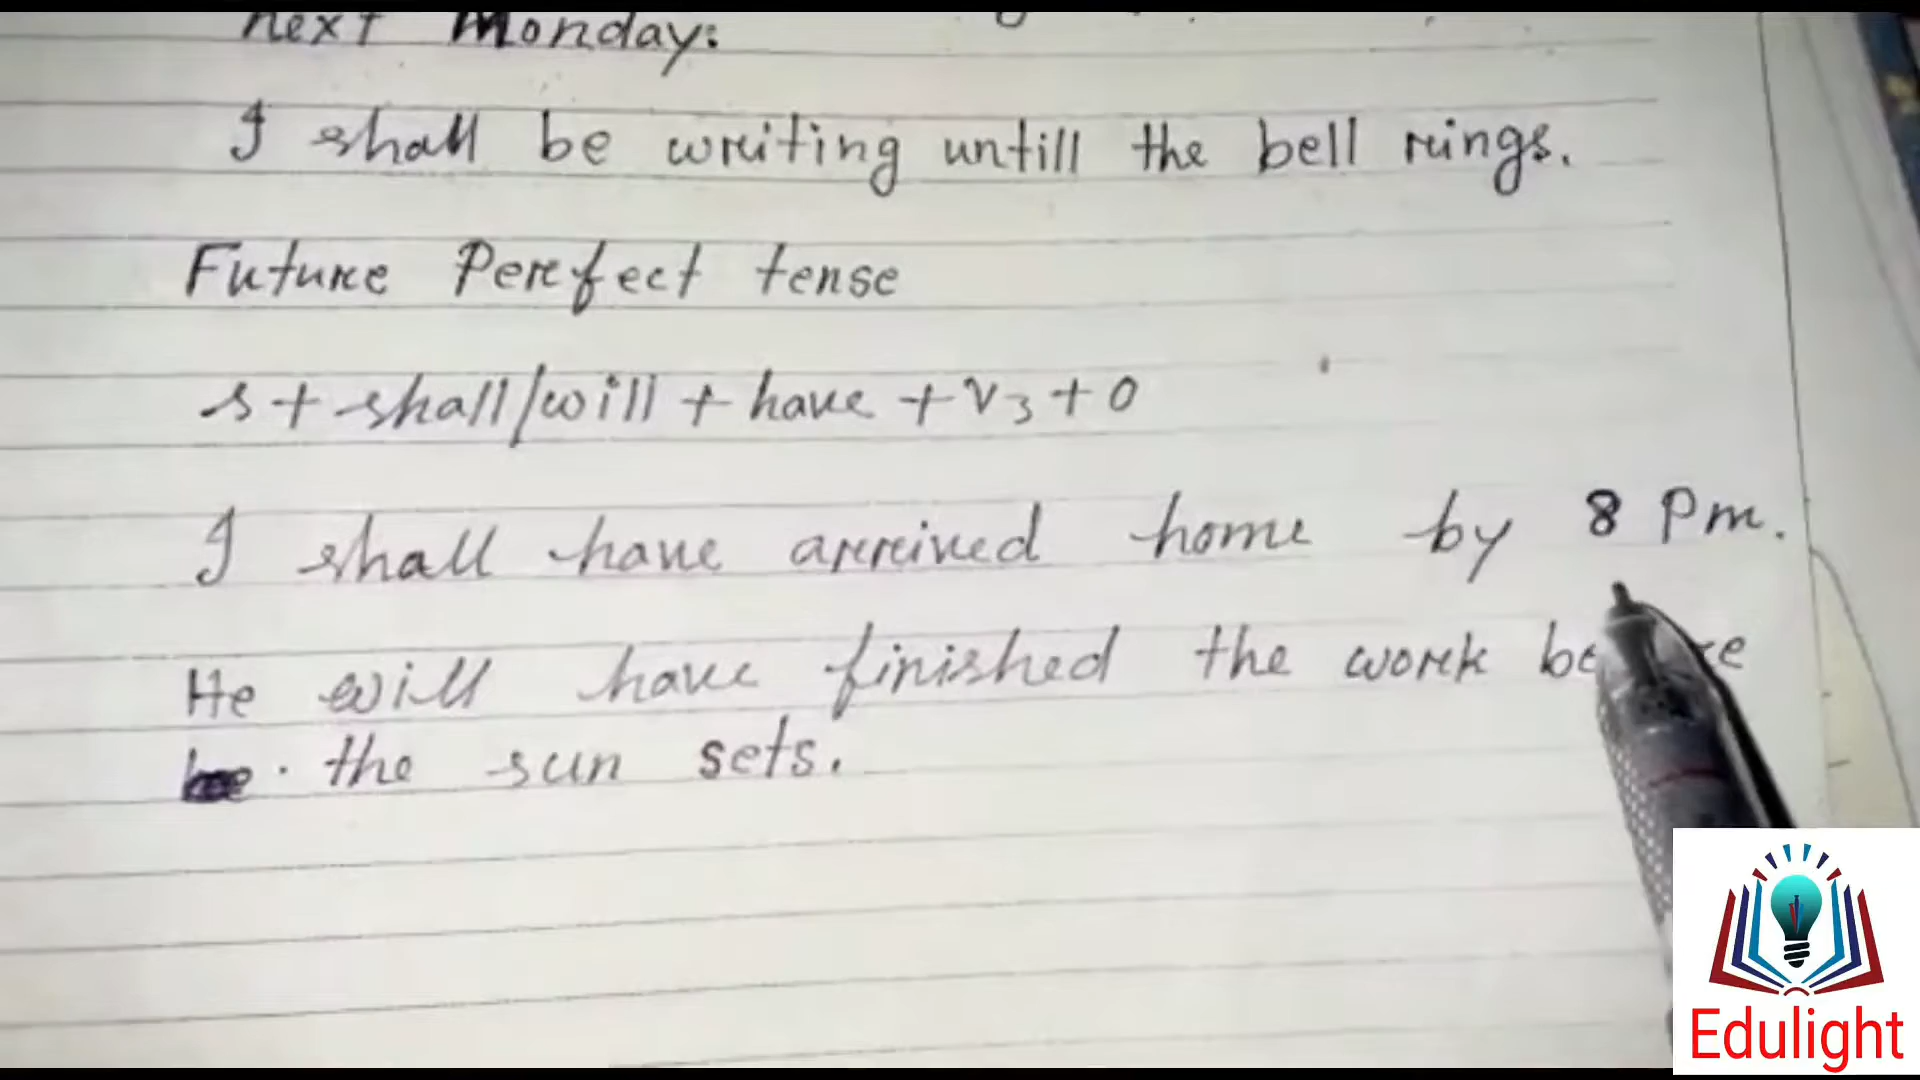 next Monday:
I shall be writing untill the bell rings.
Future Perfect tense
s + shall/will + have + V3 + O
I shall have arrived home by 8 Pm.
He will have finished the work
the sun sets.
Edulight